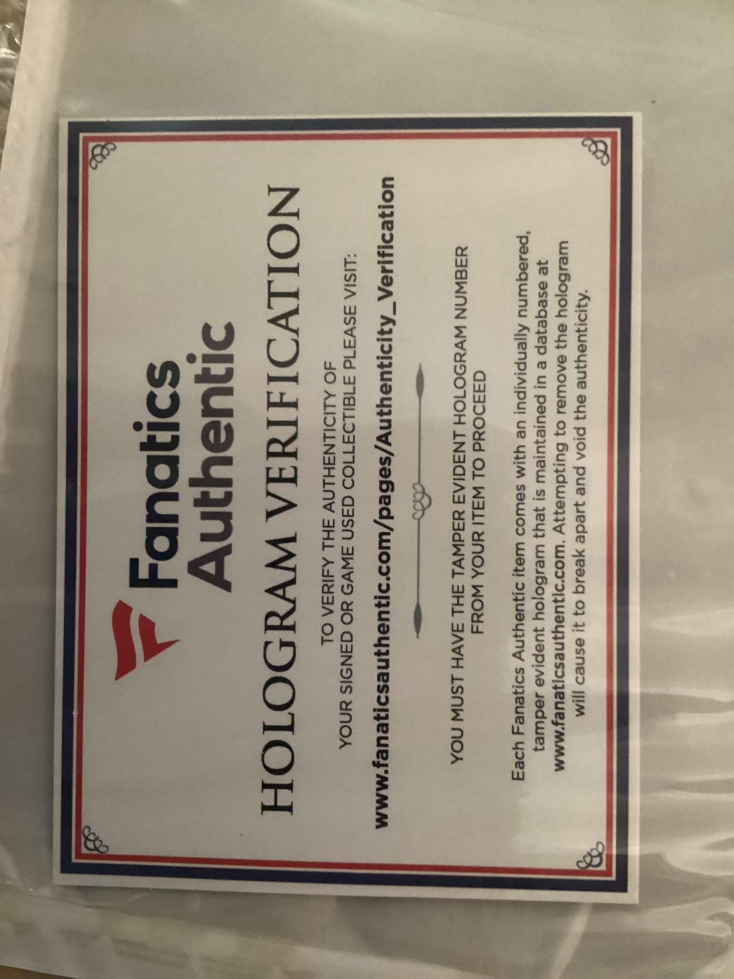 Fanatics
Authentic
HOLOGRAM VERIFICATION
TO VERIFY THE AUTHENTICITY OF
YOUR SIGNED OR GAME USED COLLECTIBLE PLEASE VISIT:
www.fanaticsauthentic.com/pages/Authenticity_Verification
YOU MUST HAVE THE TAMPER EVIDENT HOLOGRAM NUMBER
FROM YOUR ITEM TO PROCEED
Each Fanatics Authentic item comes with an individually numbered,
tamper evident hologram that is maintained in a database at
www.fanaticsauthentic.com. Attempting to remove the hologram
will cause it to break apart and void the authenticity.